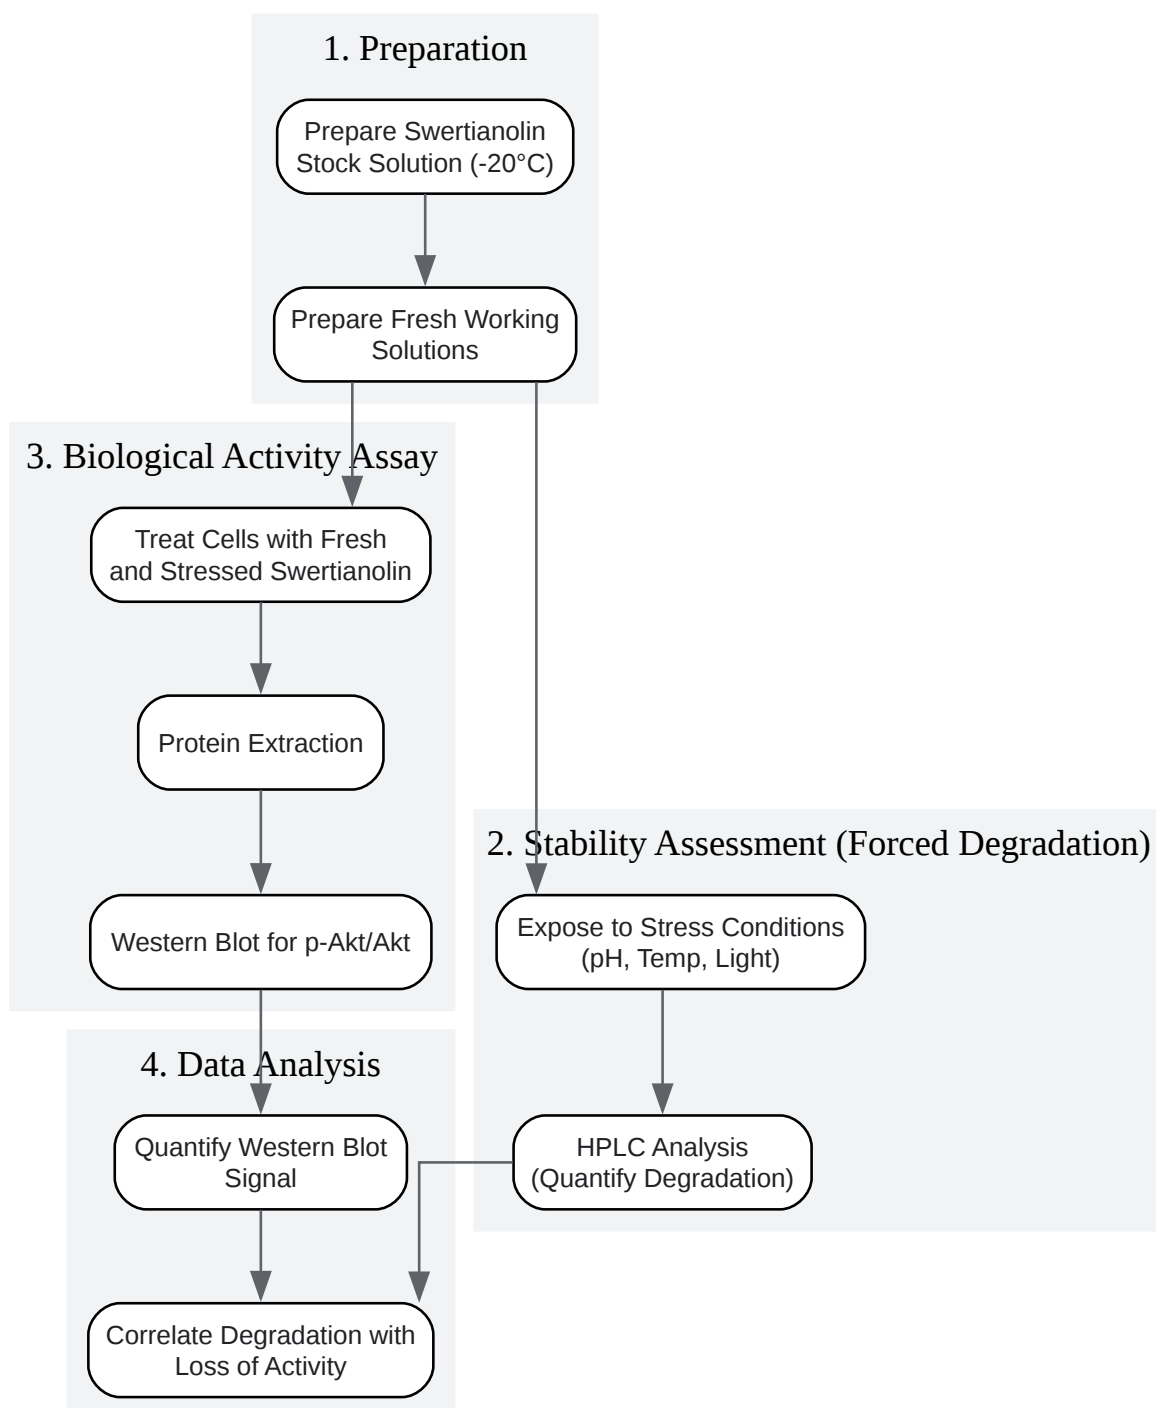 1. Preparation
Prepare Swertianolin
Stock Solution (-20°C)
Prepare Fresh Working
Solutions
3. Biological Activity Assay
Treat Cells with Fresh
and Stressed Swertianolin
Protein Extraction
Western Blot for p-Akt/Akt
2. Stability Assessment (Forced Degradation)
Expose to Stress Conditions
(pH, Temp, Light)
HPLC Analysis
(Quantify Degradation)
4. Data Analysis
Quantify Western Blot
Signal
Correlate Degradation with
Loss of Activity